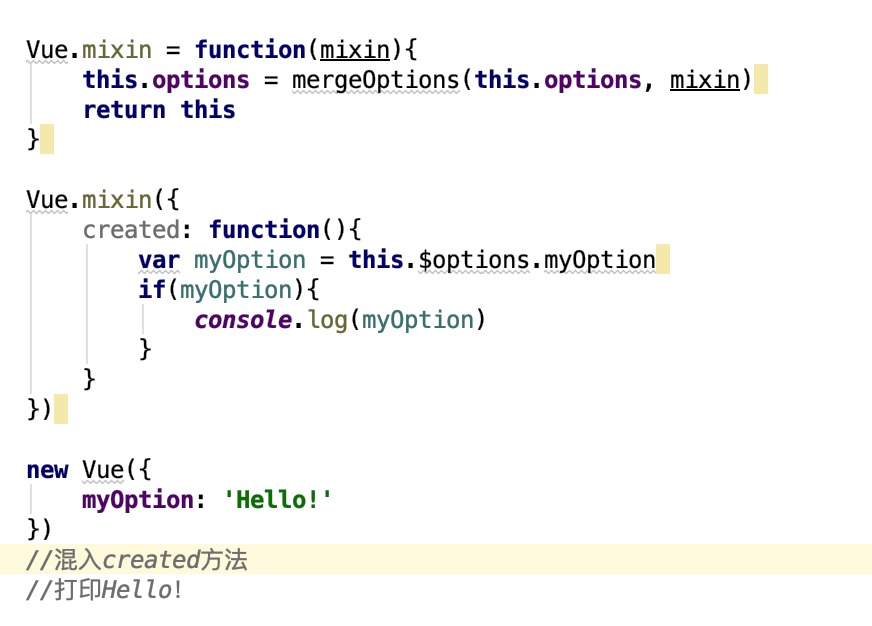 Vue.mixin = function(mixin){
    this.options = mergeOptions(this.options, mixin)
    return this
}
Vue.mixin({
    created: function(){
        var myOption = this.$options.myOption
        if(myOption){
            console.log(myOption)
        }
    }
})
new Vue({
    myOption: 'Hello!'
})
//混入created方法
//打印Hello!